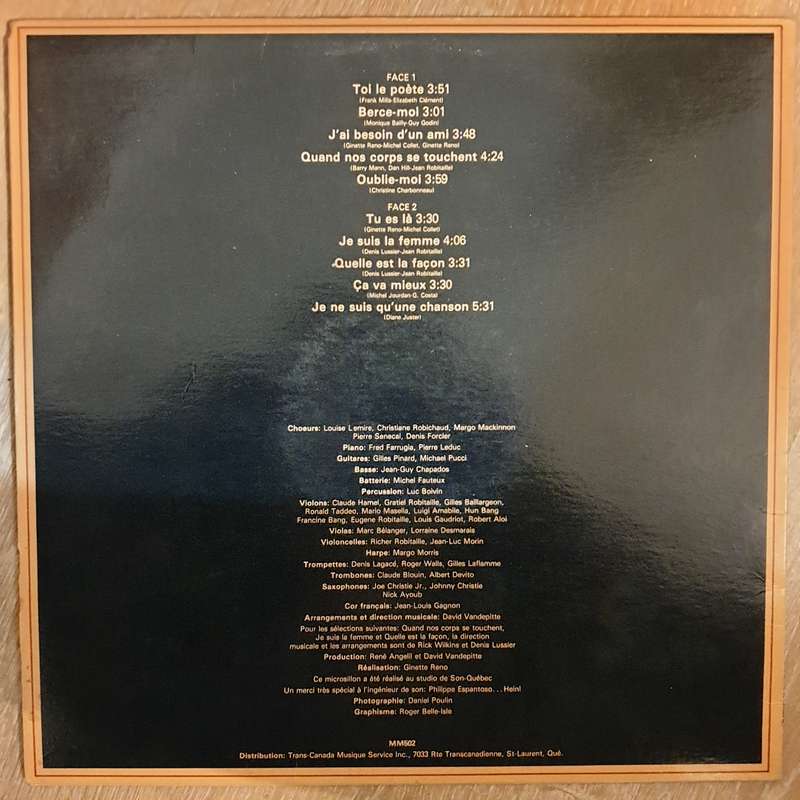 FACE 1
Toi le poète 3:51
(Frank Mills-Elizabeth Clément)
Berce-moi 3:01
(Monique Bailly-Guy Godin)
J'ai besoin d'un ami 3:48
(Ginette Reno-Michel Collet, Ginette Reno)
Quand nos corps se touchent 4:24
(Barry Mann, Dan Hill-Jean Robitaille)
Oublie-moi 3:59
(Christine Charbonneau)
FACE 2
Tu es là 3:30
(Ginette Reno-Michel Collet)
Je suis la femme 4:06
(Denis Lussier-Jean Robitaille)
Quelle est la façon 3:31
(Denis Lussier-Jean Robitaille)
Ça va mieux 3:30
(Michel Jourdan-G. Costa)
Je ne suis qu'une chanson 5:31
(Diane Juster)
Choeurs: Louise Lemire, Christiane Robichaud, Margo Mackinnon
Pierre Senecal, Denis Forcier
Piano: Fred Farrugia, Pierre Leduc
Guitares: Gilles Pinard, Michael Pucci
Basse: Jean-Guy Chapados
Batterie: Michel Fauteux
Percussion: Luc Boivin
Violons: Claude Hamel, Gratiel Robitaille, Gilles Baillargeon,
Ronald Taddeo, Mario Masella, Luigi Amabile, Hun Bang
Francine Bang, Eugene Robitaille, Louis Gaudriot, Robert Aloi
Violas: Marc Bélanger, Lorraine Desmarais
Violoncelles: Richer Robitaille, Jean-Luc Morin
Harpe: Margo Morris
Trompettes: Denis Lagacé, Roger Walls, Gilles Laflamme
Trombones: Claude Blouin, Albert Devito
Saxophones: Joe Christie Jr., Johnny Christie
Nick Ayoub
Cor français: Jean-Louis Gagnon
Arrangements et direction musicale: David Vandepitte
Pour les sélections suivantes: Quand nos corps se touchent,
Je suis la femme et Quelle est la façon, la direction
musicale et les arrangements sont de Rick Wilkins et Denis Lussier
Production: René Angelil et David Vandepitte
Réalisation: Ginette Reno
Ce microsillon a été réalisé au studio de Son-Québec
Un merci très spécial à l'ingénieur de son: Philippe Espantoso...Hein!
Photographie: Daniel Poulin
Graphisme: Roger Belle-Isle
MM502
Distribution: Trans-Canada Musique Service Inc., 7033 Rte Transcanadienne, St-Laurent, Qué.